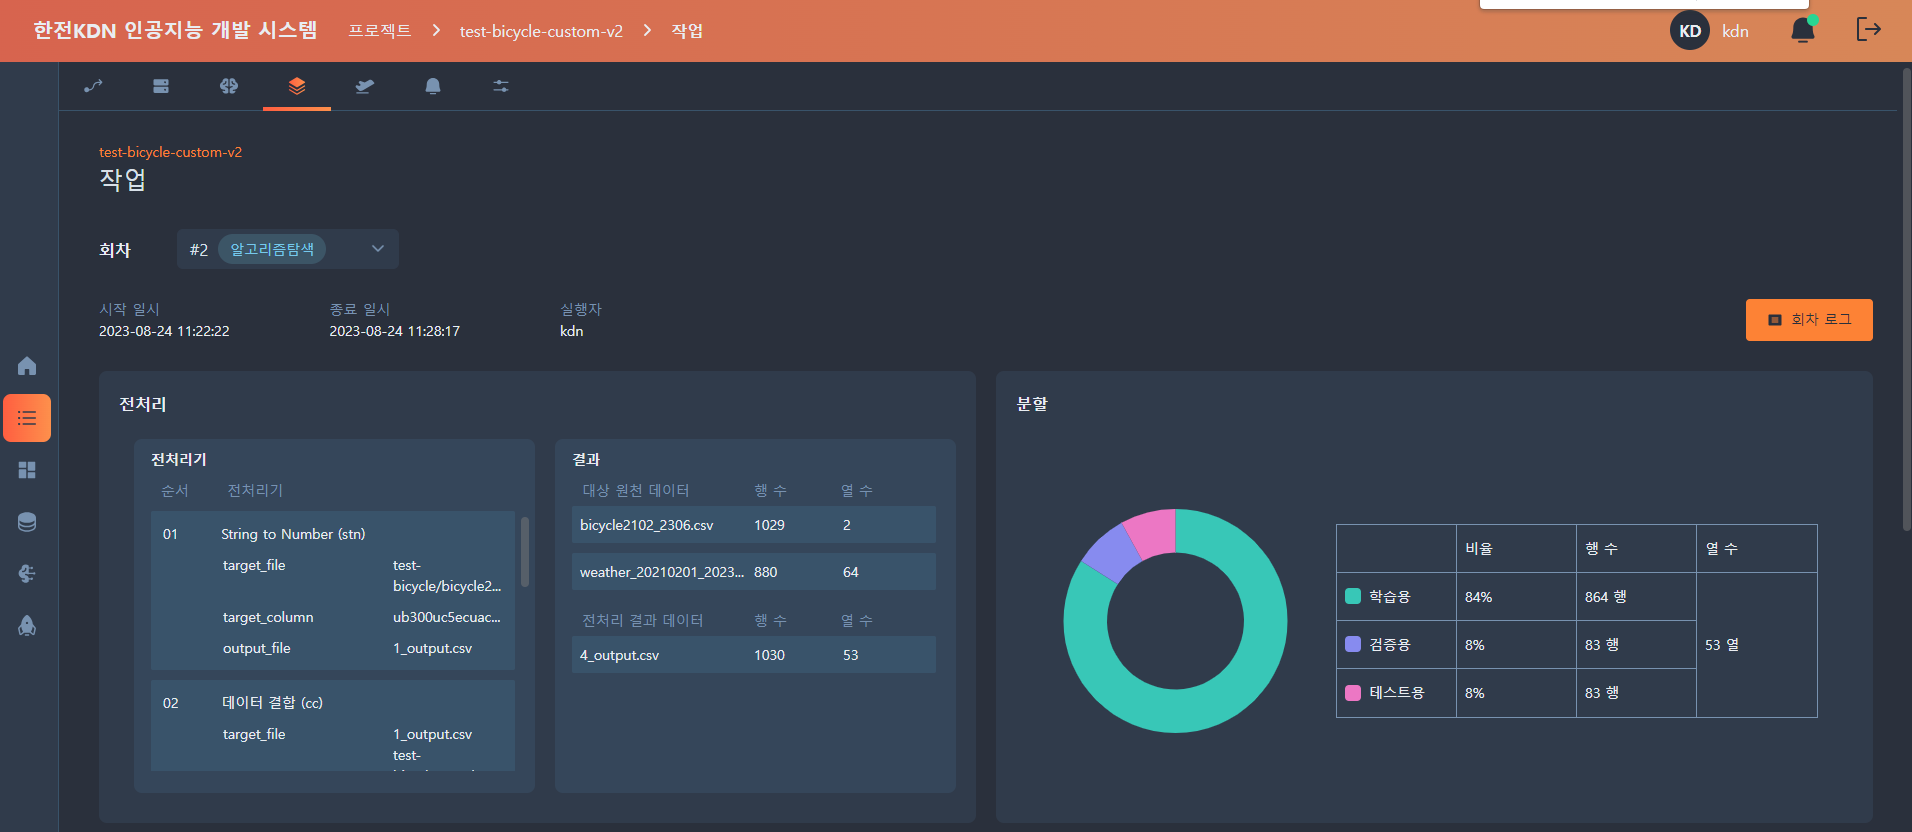 한전KDN 인공지능 개발 시스템 프로젝트 > test-bicycle-custom-v2 > 작업 KD kdn
test-bicycle-custom-v2
작업
회차 #2 알고리즘탐색
시작 일시 종료 일시 실행자
2023-08-24 11:22:22 2023-08-24 11:28:17 kdn
회차 로그
전처리
전처리기
순서 전처리기
01 String to Number (stn)
target_file test-
bicycle/bicycle2...
target_column ub300uc5ecuac...
output_file 1_output.csv
02 데이터 결합 (cc)
target_file 1_output.csv
test-
결과
대상 원천 데이터 행 수 열 수
bicycle2102_2306.csv 1029 2
weather_20210201_2023... 880 64
전처리 결과 데이터 행 수 열 수
4_output.csv 1030 53
분할
비율 행 수 열 수
학습용 84% 864 행
검증용 8% 83 행 53 열
테스트용 8% 83 행